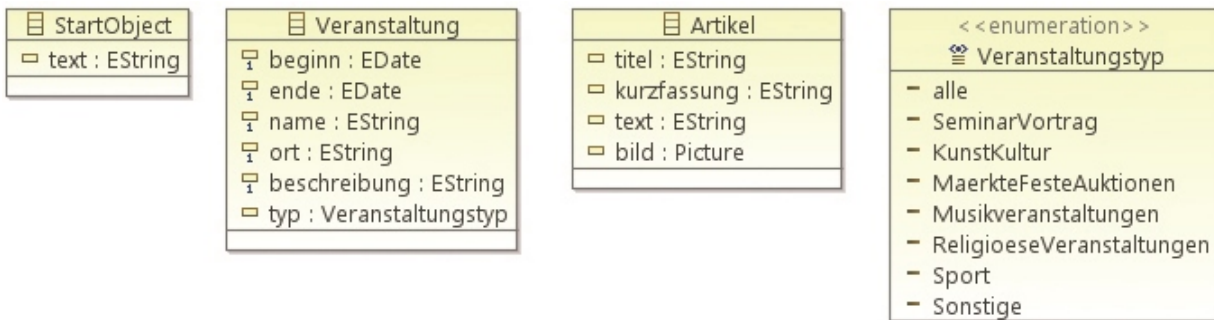 StartObject
text : EString
Veranstaltung
beginn : EDate
ende : EDate
name : EString
ort : EString
beschreibung : EString
typ : Veranstaltungstyp
Artikel
titel : EString
kurzfassung : EString
text : EString
bild : Picture
<<enumeration>>
Veranstaltungstyp
alle
SeminarVortrag
KunstKultur
MaerkteFesteAuktionen
Musikveranstaltungen
ReligioeseVeranstaltungen
Sport
Sonstige